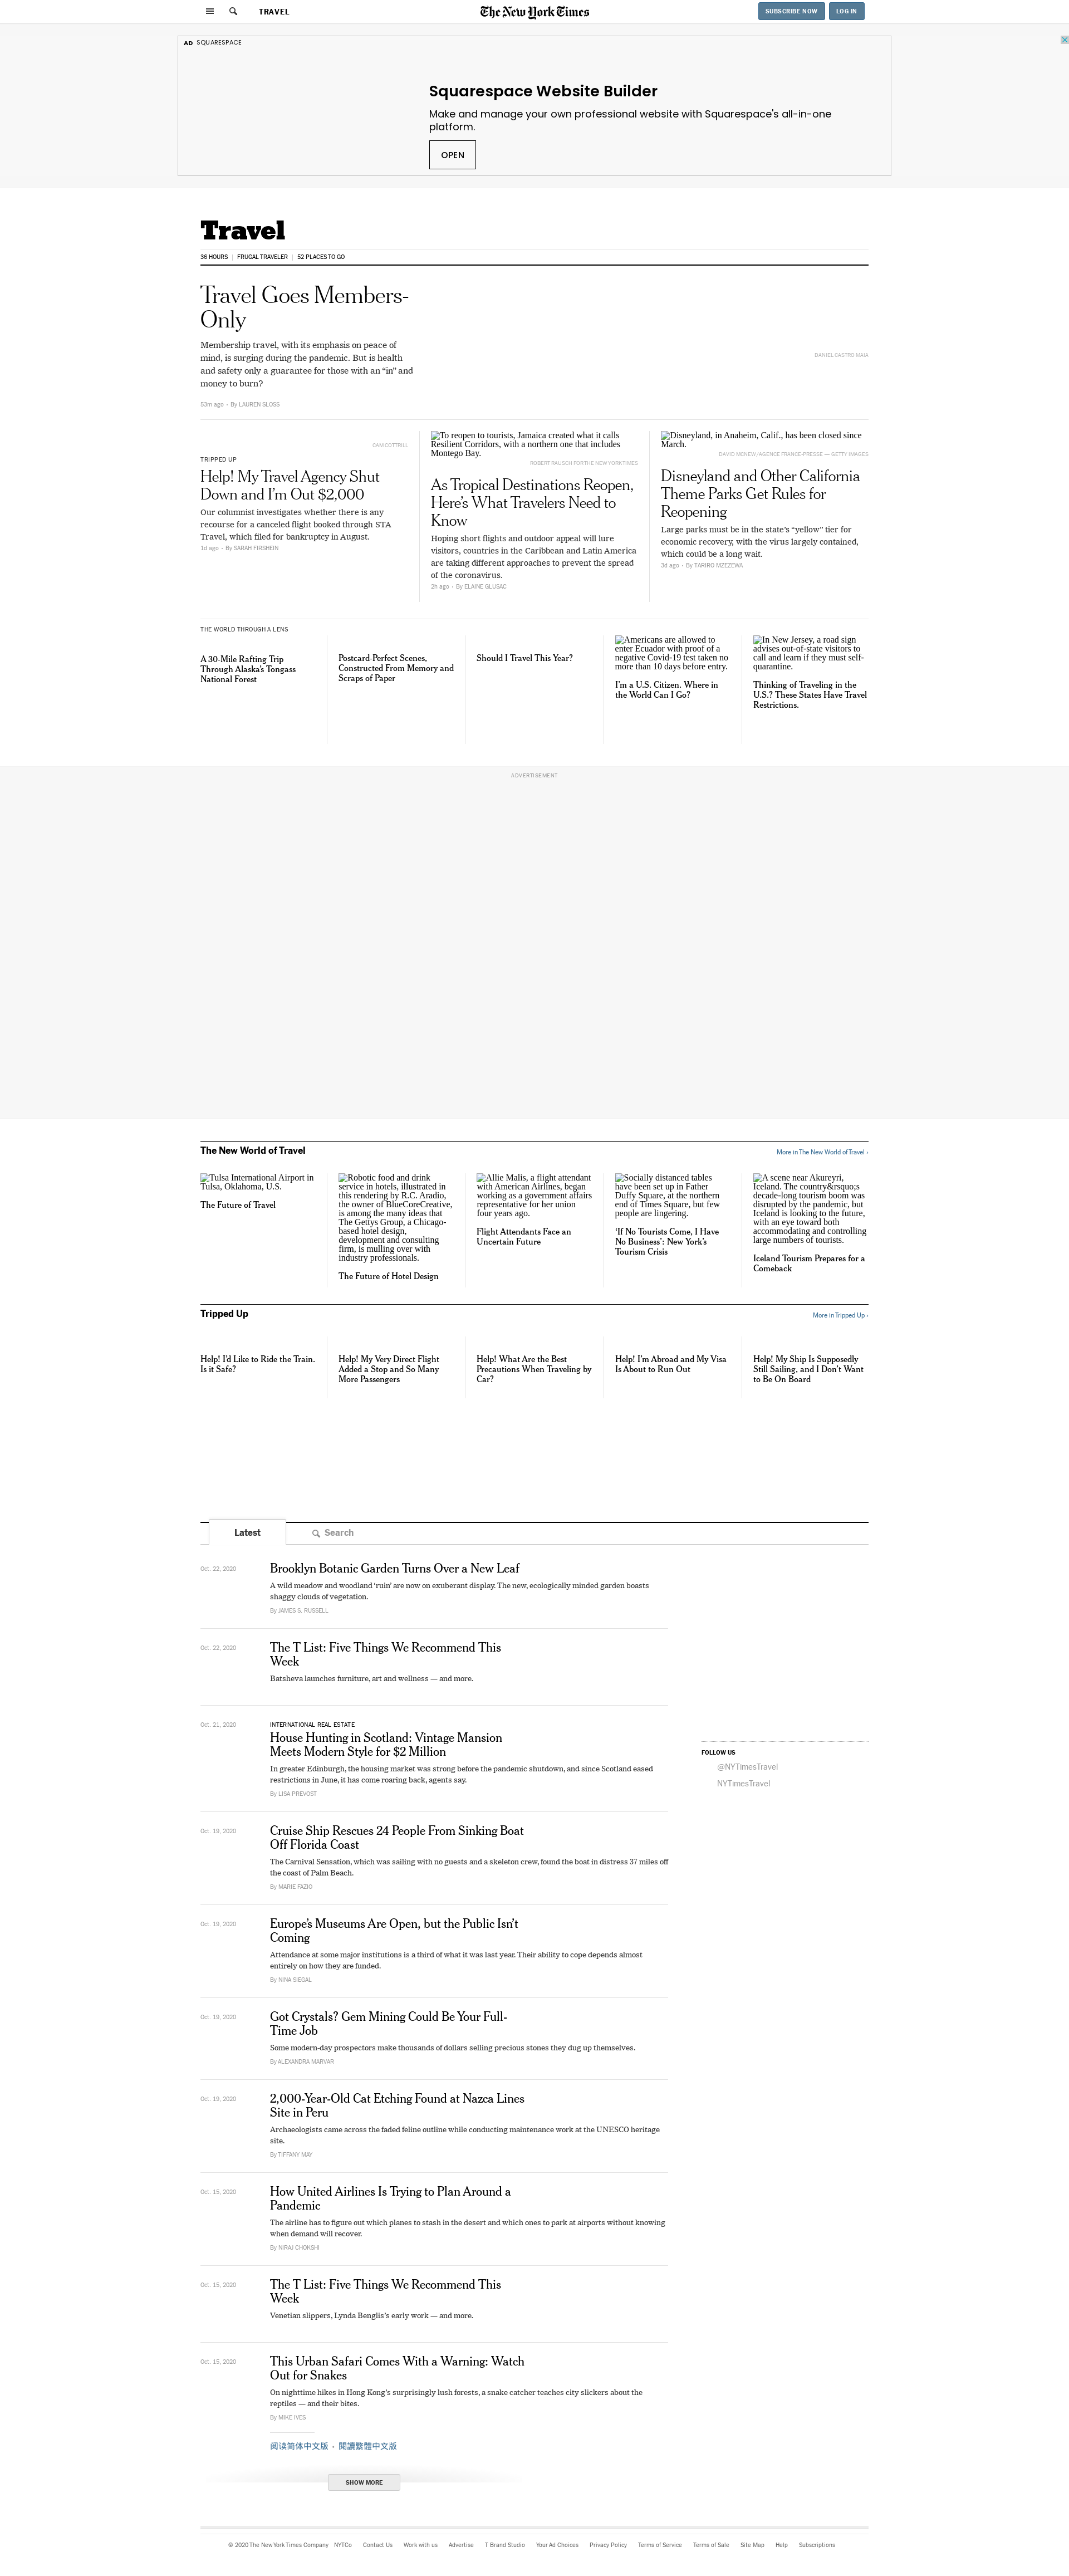 TRAVEL
The New York Times
SUBSCRIBE NOW
LOG IN
AD SQUARESPACE
Squarespace Website Builder
Make and manage your own professional website with Squarespace's all-in-one
platform.
OPEN
Travel
36 HOURS
FRUGAL TRAVELER
52 PLACES TO GO
Travel Goes Members-
Only
Membership travel, with its emphasis on peace of
mind, is surging during the pandemic. But is health
and safety only a guarantee for those with an “in” and
money to burn?
53m ago - By LAUREN SLOSS
DANIEL CASTRO MAIA
CAM COTTRILL
TRIPPED UP
Help! My Travel Agency Shut
Down and I’m Out $2,000
Our columnist investigates whether there is any
recourse for a canceled flight booked through STA
Travel, which filed for bankruptcy in August.
1d ago - By SARAH FIRSHEIN
To reopen to tourists, Jamaica created what it calls
Resilient Corridors, with a northern one that includes
Montego Bay.
ROBERT RAUSCH FOR THE NEW YORK TIMES
As Tropical Destinations Reopen,
Here’s What Travelers Need to
Know
Hoping short flights and outdoor appeal will lure
visitors, countries in the Caribbean and Latin America
are taking different approaches to prevent the spread
of the coronavirus.
2h ago - By ELAINE GLUSAC
Disneyland, in Anaheim, Calif., has been closed since
March.
DAVID MCNEW/AGENCE FRANCE-PRESSE — GETTY IMAGES
Disneyland and Other California
Theme Parks Get Rules for
Reopening
Large parks must be in the state’s “yellow” tier for
economic recovery, with the virus largely contained,
which could be a long wait.
3d ago - By TARIRO MZEZEWA
THE WORLD THROUGH A LENS
A 30-Mile Rafting Trip
Through Alaska’s Tongass
National Forest
Postcard-Perfect Scenes,
Constructed From Memory and
Scraps of Paper
Should I Travel This Year?
Americans are allowed to
enter Ecuador with proof of a
negative Covid-19 test taken no
more than 10 days before entry.
I’m a U.S. Citizen. Where in
the World Can I Go?
In New Jersey, a road sign
advises out-of-state visitors to
call and learn if they must self-
quarantine.
Thinking of Traveling in the
U.S.? These States Have Travel
Restrictions.
ADVERTISEMENT
The New World of Travel
More in The New World of Travel ›
Tulsa International Airport in
Tulsa, Oklahoma, U.S.
The Future of Travel
Robotic food and drink
service in hotels, illustrated in
this rendering by R.C. Aradio,
the owner of BlueCoreCreative,
is among the many ideas that
The Gettys Group, a Chicago-
based hotel design,
development and consulting
firm, is mulling over with
industry professionals.
The Future of Hotel Design
Allie Malis, a flight attendant
with American Airlines, began
working as a government affairs
representative for her union
four years ago.
Flight Attendants Face an
Uncertain Future
Socially distanced tables
have been set up in Father
Duffy Square, at the northern
end of Times Square, but few
people are lingering.
‘If No Tourists Come, I Have
No Business’: New York’s
Tourism Crisis
A scene near Akureyri,
Iceland. The country&rsquo;s
decade-long tourism boom was
disrupted by the pandemic, but
Iceland is looking to the future,
with an eye toward both
accommodating and controlling
large numbers of tourists.
Iceland Tourism Prepares for a
Comeback
Tripped Up
More in Tripped Up ›
Help! I’d Like to Ride the Train.
Is it Safe?
Help! My Very Direct Flight
Added a Stop and So Many
More Passengers
Help! What Are the Best
Precautions When Traveling by
Car?
Help! I’m Abroad and My Visa
Is About to Run Out
Help! My Ship Is Supposedly
Still Sailing, and I Don’t Want
to Be On Board
Latest
Search
Oct. 22, 2020
Brooklyn Botanic Garden Turns Over a New Leaf
A wild meadow and woodland ‘ruin’ are now on exuberant display. The new, ecologically minded garden boasts
shaggy clouds of vegetation.
By JAMES S. RUSSELL
Oct. 22, 2020
The T List: Five Things We Recommend This
Week
Batsheva launches furniture, art and wellness — and more.
Oct. 21, 2020
INTERNATIONAL REAL ESTATE
House Hunting in Scotland: Vintage Mansion
Meets Modern Style for $2 Million
In greater Edinburgh, the housing market was strong before the pandemic shutdown, and since Scotland eased
restrictions in June, it has come roaring back, agents say.
By LISA PREVOST
FOLLOW US
@NYTimesTravel
NYTimesTravel
Oct. 19, 2020
Cruise Ship Rescues 24 People From Sinking Boat
Off Florida Coast
The Carnival Sensation, which was sailing with no guests and a skeleton crew, found the boat in distress 37 miles off
the coast of Palm Beach.
By MARIE FAZIO
Oct. 19, 2020
Europe’s Museums Are Open, but the Public Isn’t
Coming
Attendance at some major institutions is a third of what it was last year. Their ability to cope depends almost
entirely on how they are funded.
By NINA SIEGAL
Oct. 19, 2020
Got Crystals? Gem Mining Could Be Your Full-
Time Job
Some modern-day prospectors make thousands of dollars selling precious stones they dug up themselves.
By ALEXANDRA MARVAR
Oct. 19, 2020
2,000-Year-Old Cat Etching Found at Nazca Lines
Site in Peru
Archaeologists came across the faded feline outline while conducting maintenance work at the UNESCO heritage
site.
By TIFFANY MAY
Oct. 15, 2020
How United Airlines Is Trying to Plan Around a
Pandemic
The airline has to figure out which planes to stash in the desert and which ones to park at airports without knowing
when demand will recover.
By NIRAJ CHOKSHI
Oct. 15, 2020
The T List: Five Things We Recommend This
Week
Venetian slippers, Lynda Benglis’s early work — and more.
Oct. 15, 2020
This Urban Safari Comes With a Warning: Watch
Out for Snakes
On nighttime hikes in Hong Kong’s surprisingly lush forests, a snake catcher teaches city slickers about the
reptiles — and their bites.
By MIKE IVES
阅读简体中文版 · 閱讀繁體中文版
SHOW MORE
© 2020 The New York Times Company NYTCo Contact Us Work with us Advertise T Brand Studio Your Ad Choices Privacy Policy Terms of Service Terms of Sale Site Map Help Subscriptions